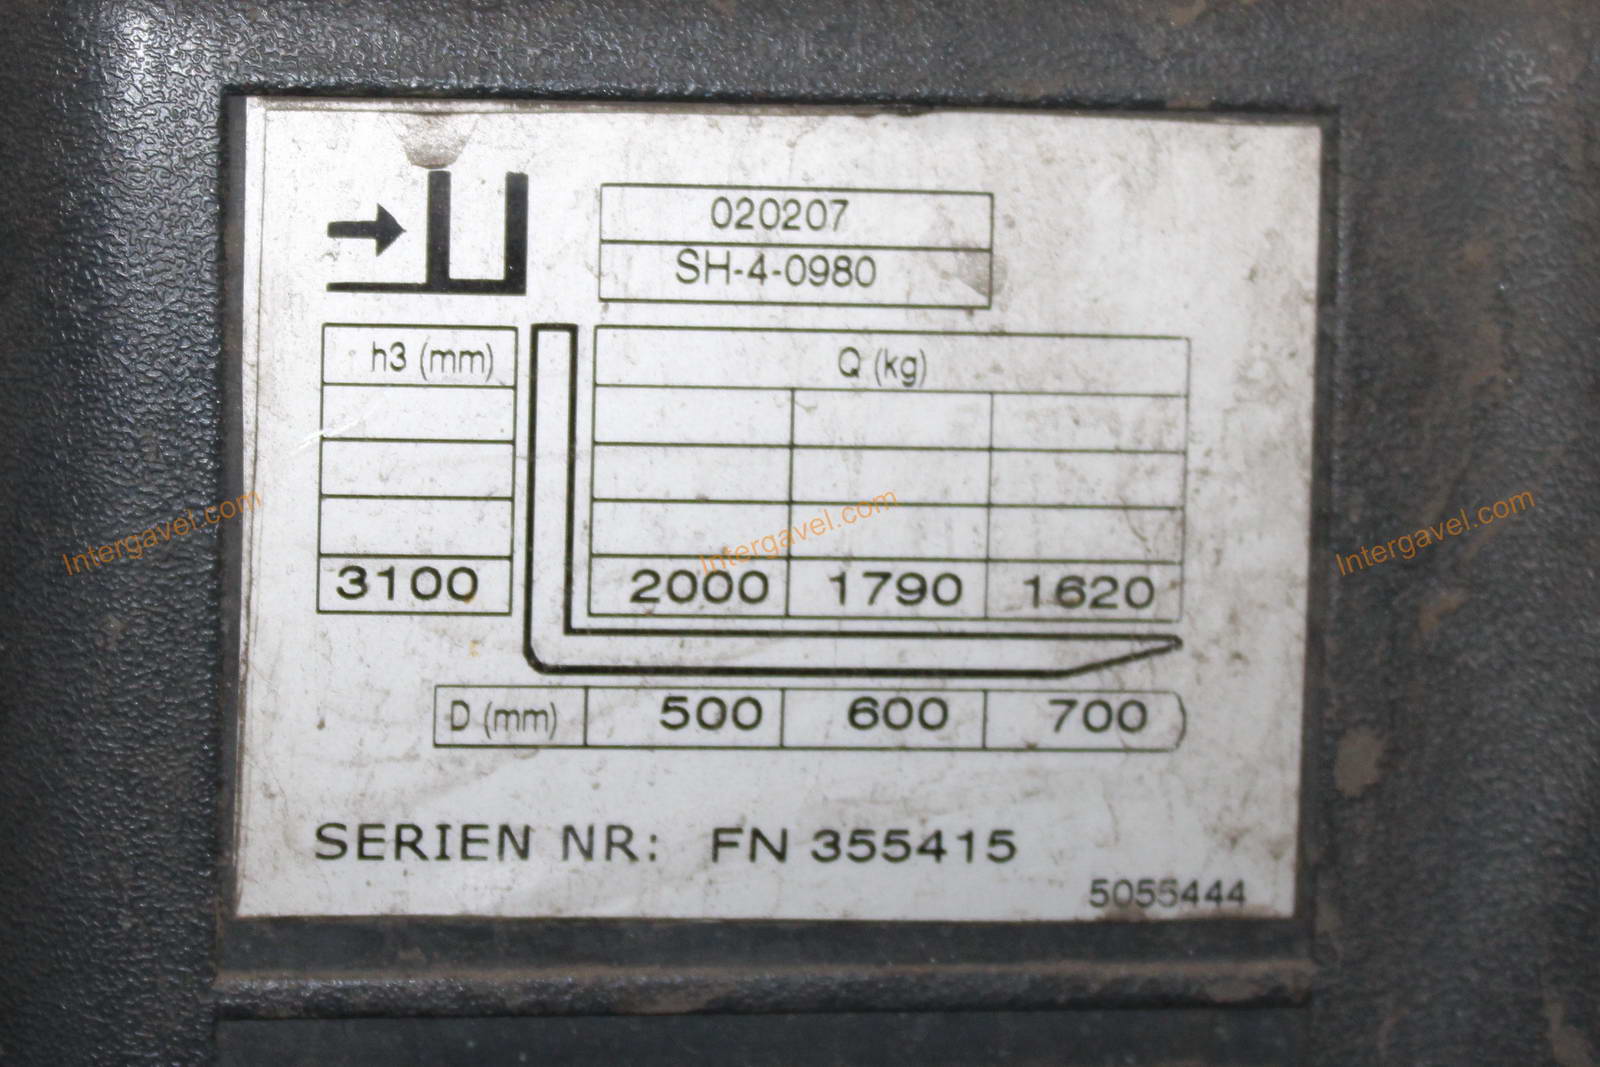 020207
SH-4-0980
h3 (mm) Q (kg)
3100 2000 1790 1620
D (mm) 500 600 700
SERIEN NR: FN 355415
5055444
Intergavel.com
Intergavel.com
Intergavel.com